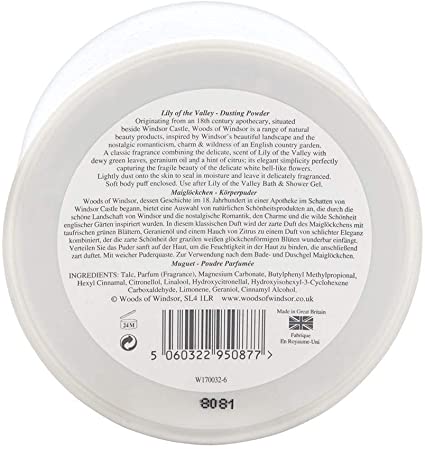 Lily of the Valley - Dusting Powder
Originating from an 18th century apothecary, situated
beside Windsor Castle, Woods of Windsor is a range of natural
beauty products, inspired by Windsor's beautiful landscape and the
nostalgic romanticism, charm & wildness of an English country garden.
A classic fragrance combining the delicate, scent of Lily of the Valley with
dewy green leaves, geranium oil and a hint of citrus; its elegant simplicity perfectly
capturing the fragile beauty of the delicate white bell-like flowers.
Lightly dust onto the skin to seal in moisture and leave it delicately fragranced.
Soft body puff enclosed. Use after Lily of the Valley Bath & Shower Gel.
Maiglöckchen - Körperpuder
Woods of Windsor, dessen Geschichte im 18. Jahrhundert in einer Apotheke im Schatten von
Windsor Castle begann, bietet eine Auswahl von natürlichen Schönheitsprodukten an, die durch die
schöne Landschaft von Windsor und die nostalgische Romantik, den Charme und die wilde Schönheit
englischer Gärten inspiriert wurden. In diesem klassischen Duft wird der zarte Duft des Maiglöckchens mit
taufrischen grünen Blättern, Geranienöl und einem Hauch von Zitrus zu einem Duft von schlichter Eleganz
kombiniert, der die zarte Schönheit der grazilen weißen glöckchenförmigen Blüten wunderbar einfängt.
Verteilen Sie das Puder sanft auf der Haut, um die Feuchtigkeit der Haut zu bewahren und einen zarten
Duft mit. Weicher Puderquaste. Zur Verwendung nach dem Bade- und Duschgel Maiglöckchen.
Muguet - Poudre Parfumée
INGREDIENTS: Talc, Parfum (Fragrance), Magnesium Carbonate, Butylphenyl Methylpropional,
Hexyl Cinnamal, Citronellol, Linalool, Hydroxycitronellal, Hydroxyisohexyl-3-Cyclohexene
Carboxaldehyde, Limonene, Geraniol, Cinnamyl Alcohol.
© Woods of Windsor, SL4 1LR www.woodsofwindsor.co.uk
24M
Made in
Great Britain
Fabrique
En Royaume-Uni
5 060322 950877 >
W170032-6
8081